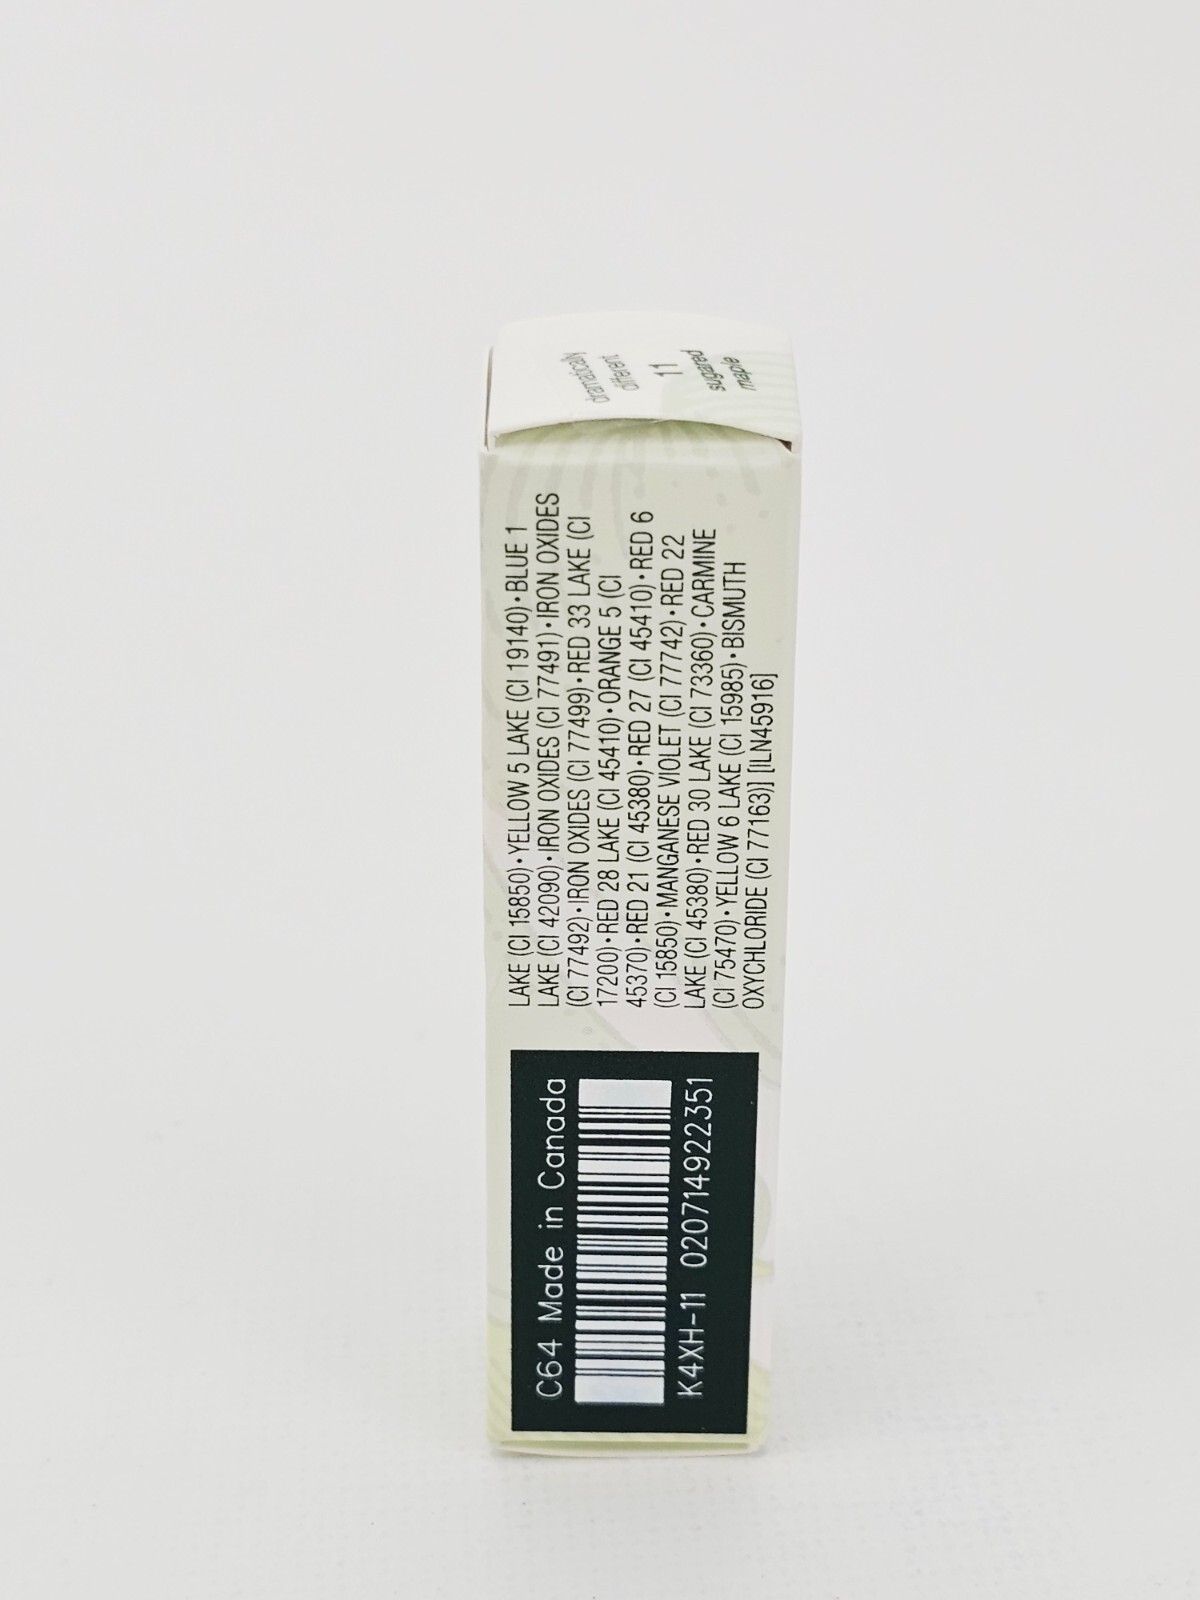 dramatically
different
11
sugared
maple
LAKE (CI 15850) • YELLOW 5 LAKE (CI 19140) • BLUE 1
LAKE (CI 42090) • IRON OXIDES (CI 77491) • IRON OXIDES
(CI 77492) • IRON OXIDES (CI 77499) • RED 33 LAKE (CI
17200) • RED 28 LAKE (CI 45410) • ORANGE 5 (CI
45370) • RED 21 (CI 45380) • RED 27 (CI 45410) • RED 6
(CI 15850) • MANGANESE VIOLET (CI 77742) • RED 22
LAKE (CI 45380) • RED 30 LAKE (CI 73360) • CARMINE
(CI 75470) • YELLOW 6 LAKE (CI 15985) • BISMUTH
OXYCHLORIDE (CI 77163)] [ILN45916]
C64 Made in Canada
K4XH-11 020714922351